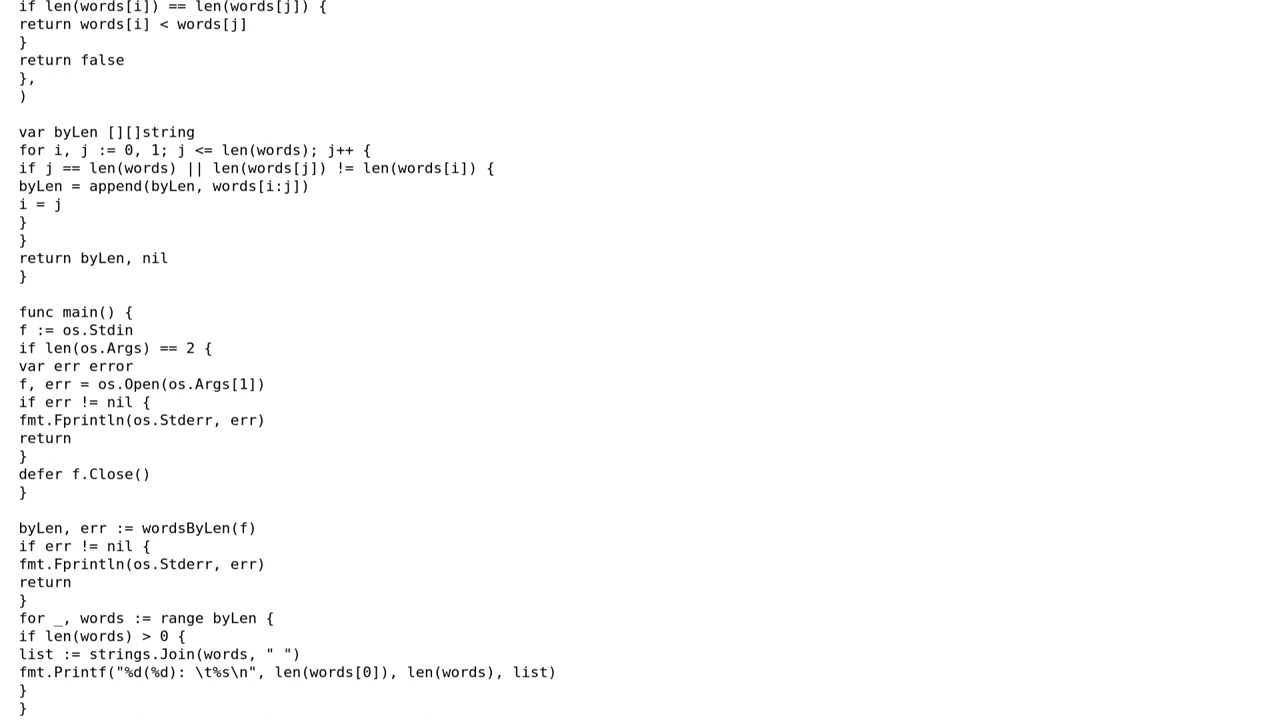 if len(words[i]) == len(words[j]) {
return words[i] < words[j]
}
return false
},
)

var byLen [][]string
for i, j := 0, 1; j <= len(words); j++ {
if j == len(words) || len(words[j]) != len(words[i]) {
byLen = append(byLen, words[i:j])
i = j
}
}
return byLen, nil
}

func main() {
f := os.Stdin
if len(os.Args) == 2 {
var err error
f, err = os.Open(os.Args[1])
if err != nil {
fmt.Fprintln(os.Stderr, err)
return
}
defer f.Close()
}

byLen, err := wordsByLen(f)
if err != nil {
fmt.Fprintln(os.Stderr, err)
return
}
for _, words := range byLen {
if len(words) > 0 {
list := strings.Join(words, " ")
fmt.Printf("%d(%d): \t%s\n", len(words[0]), len(words), list)
}
}